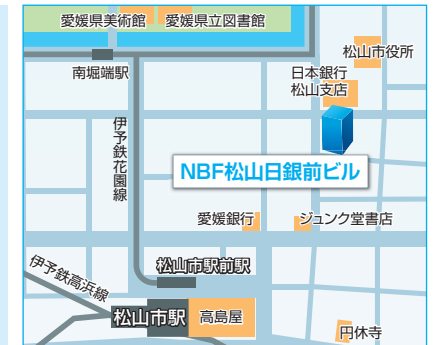 愛媛県美術館
愛媛県立図書館
松山市役所
南堀端駅
日本銀行
松山支店
伊予鉄花園線
NBF松山日銀前ビル
愛媛銀行
ジュンク堂書店
松山市駅前駅
伊予鉄高浜線
松山市駅
高島屋
円休寺